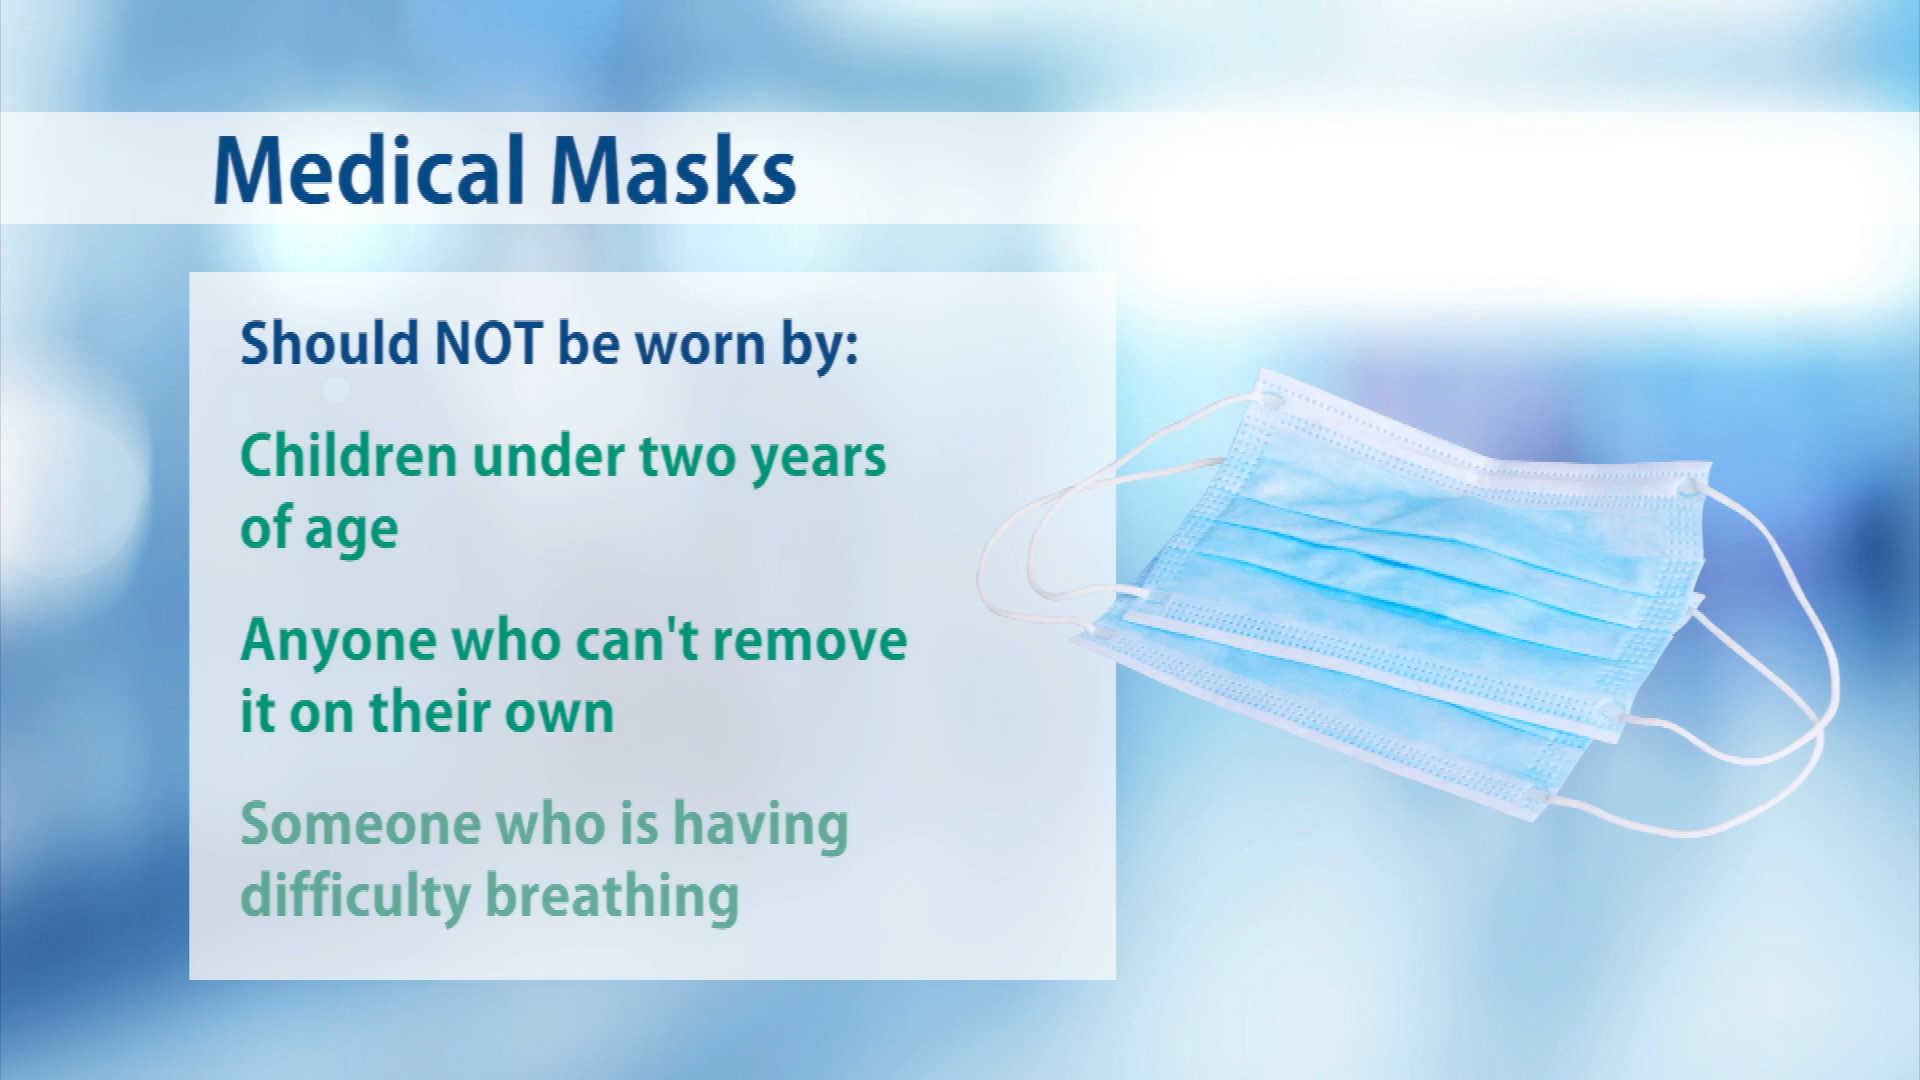 Medical Masks
Should NOT be worn by:
Children under two years
of age
Anyone who can't remove
it on their own
Someone who is having
difficulty breathing